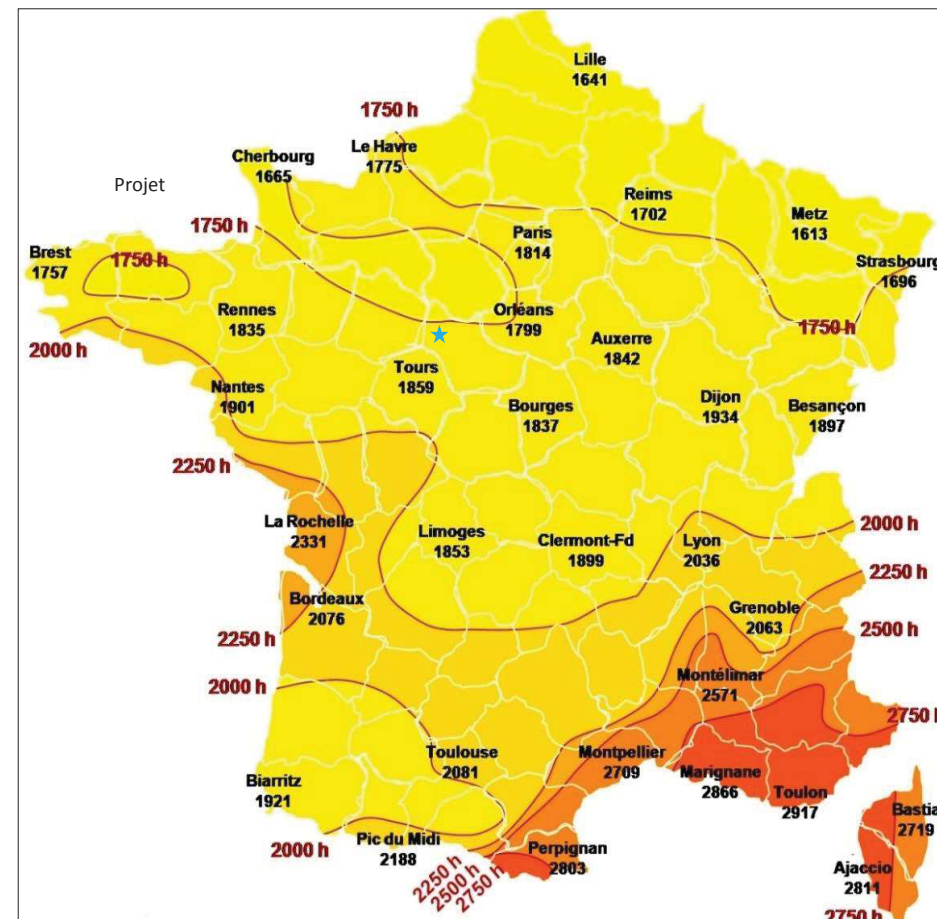 Lille
1641
1750 h
Le Havre
1775
Cherbourg
1665
Projet
Reims
1702
Metz
1613
1750 h
Paris
1814
Brest
1757
1750 h
Strasbourg
1696
Rennes
1835
Orléans
1799
1750 h
2000 h
Auxerre
1842
Tours
1859
Nantes
1901
Bourges
1837
Dijon
1934
Besançon
1897
2250 h
La Rochelle
2331
Limoges
1853
Clermont-Fd
1899
Lyon
2036
2000 h
2250 h
Bordeaux
2076
Grenoble
2063
2250 h
2500 h
2000 h
Montélimar
2571
2750 h
Toulouse
2081
Montpellier
2709
Marignane
2866
Biarritz
1921
Toulon
2917
Bastia
2719
2000 h
Pic du Midi
2188
Perpignan
2803
2250 h
2500 h
2750 h
Ajaccio
2811
2750 h